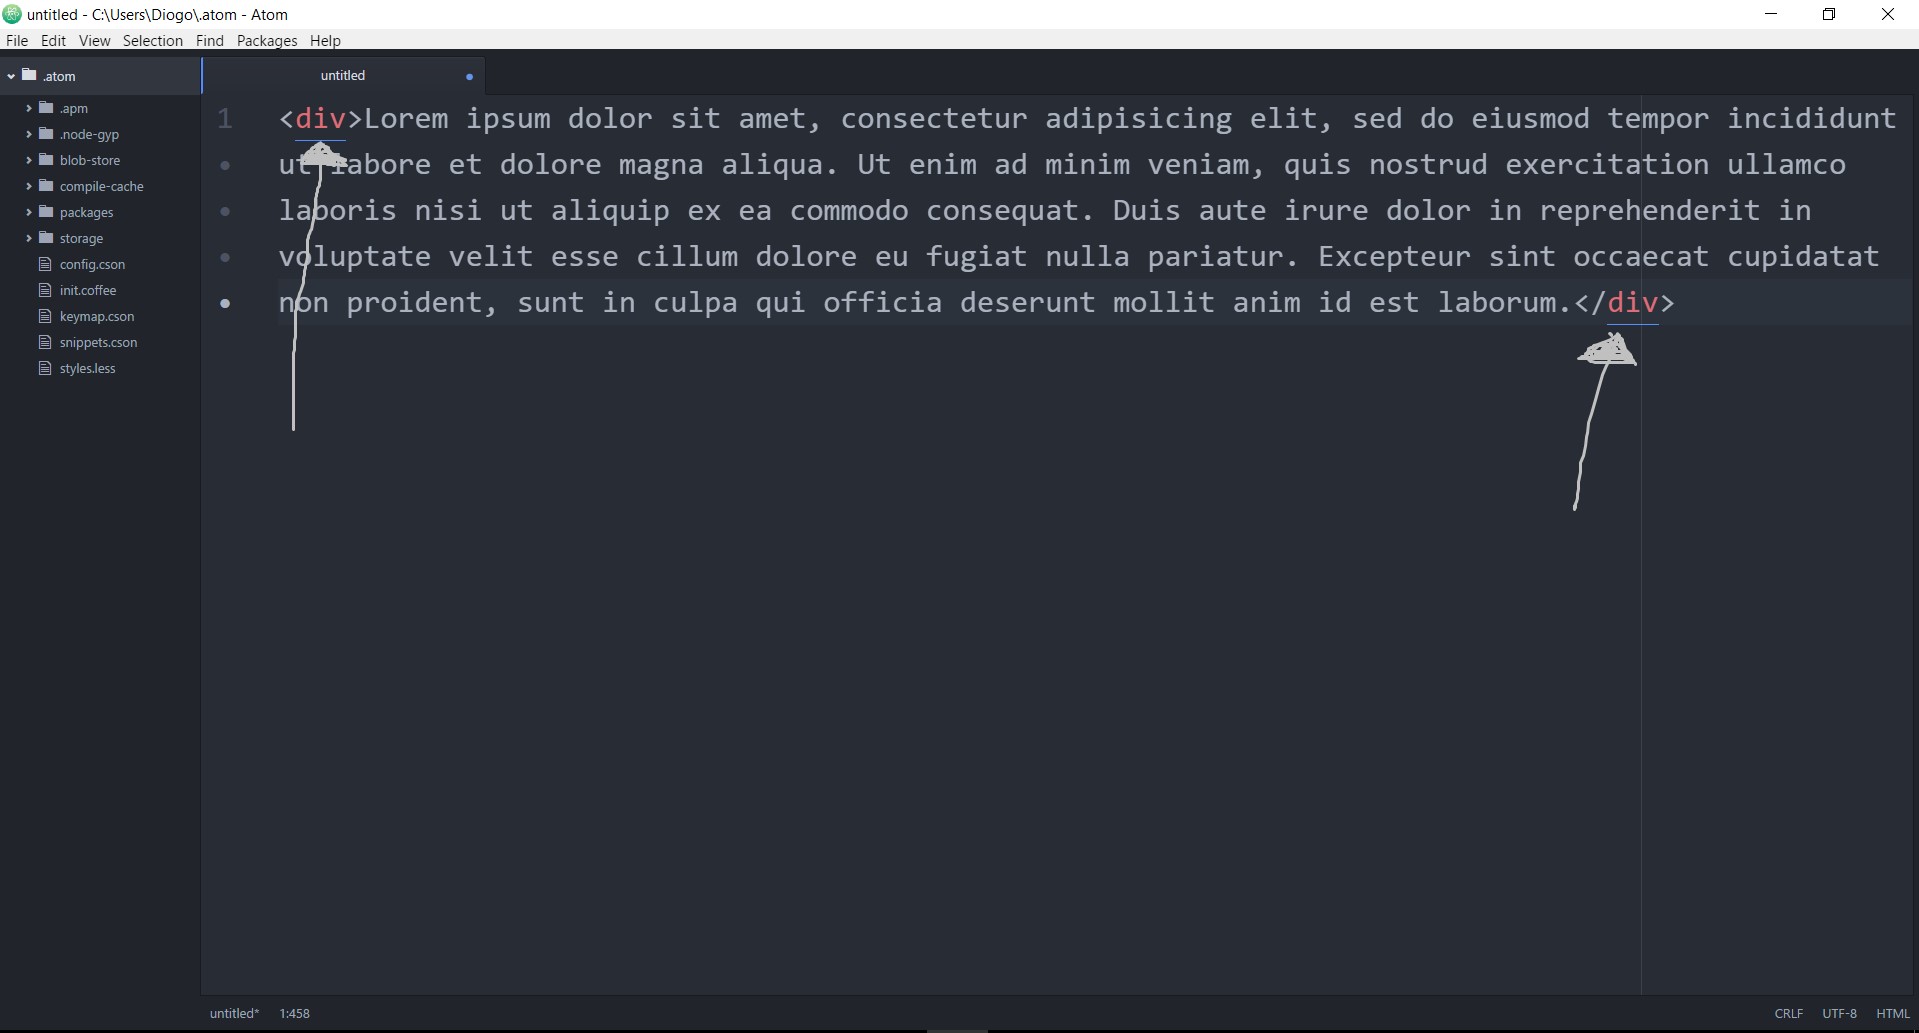 untitled - C:\Users\Diogo\.atom - Atom
File Edit View Selection Find Packages Help
.atom
.apm
.node-gyp
blob-store
compile-cache
packages
storage
config.cson
init.coffee
keymap.cson
snippets.cson
styles.less
untitled
1 <div>Lorem ipsum dolor sit amet, consectetur adipisicing elit, sed do eiusmod tempor incididunt
ut labore et dolore magna aliqua. Ut enim ad minim veniam, quis nostrud exercitation ullamco
laboris nisi ut aliquip ex ea commodo consequat. Duis aute irure dolor in reprehenderit in
voluptate velit esse cillum dolore eu fugiat nulla pariatur. Excepteur sint occaecat cupidatat
non proident, sunt in culpa qui officia deserunt mollit anim id est laborum.</div>
untitled* 1:458 CRLF UTF-8 HTML